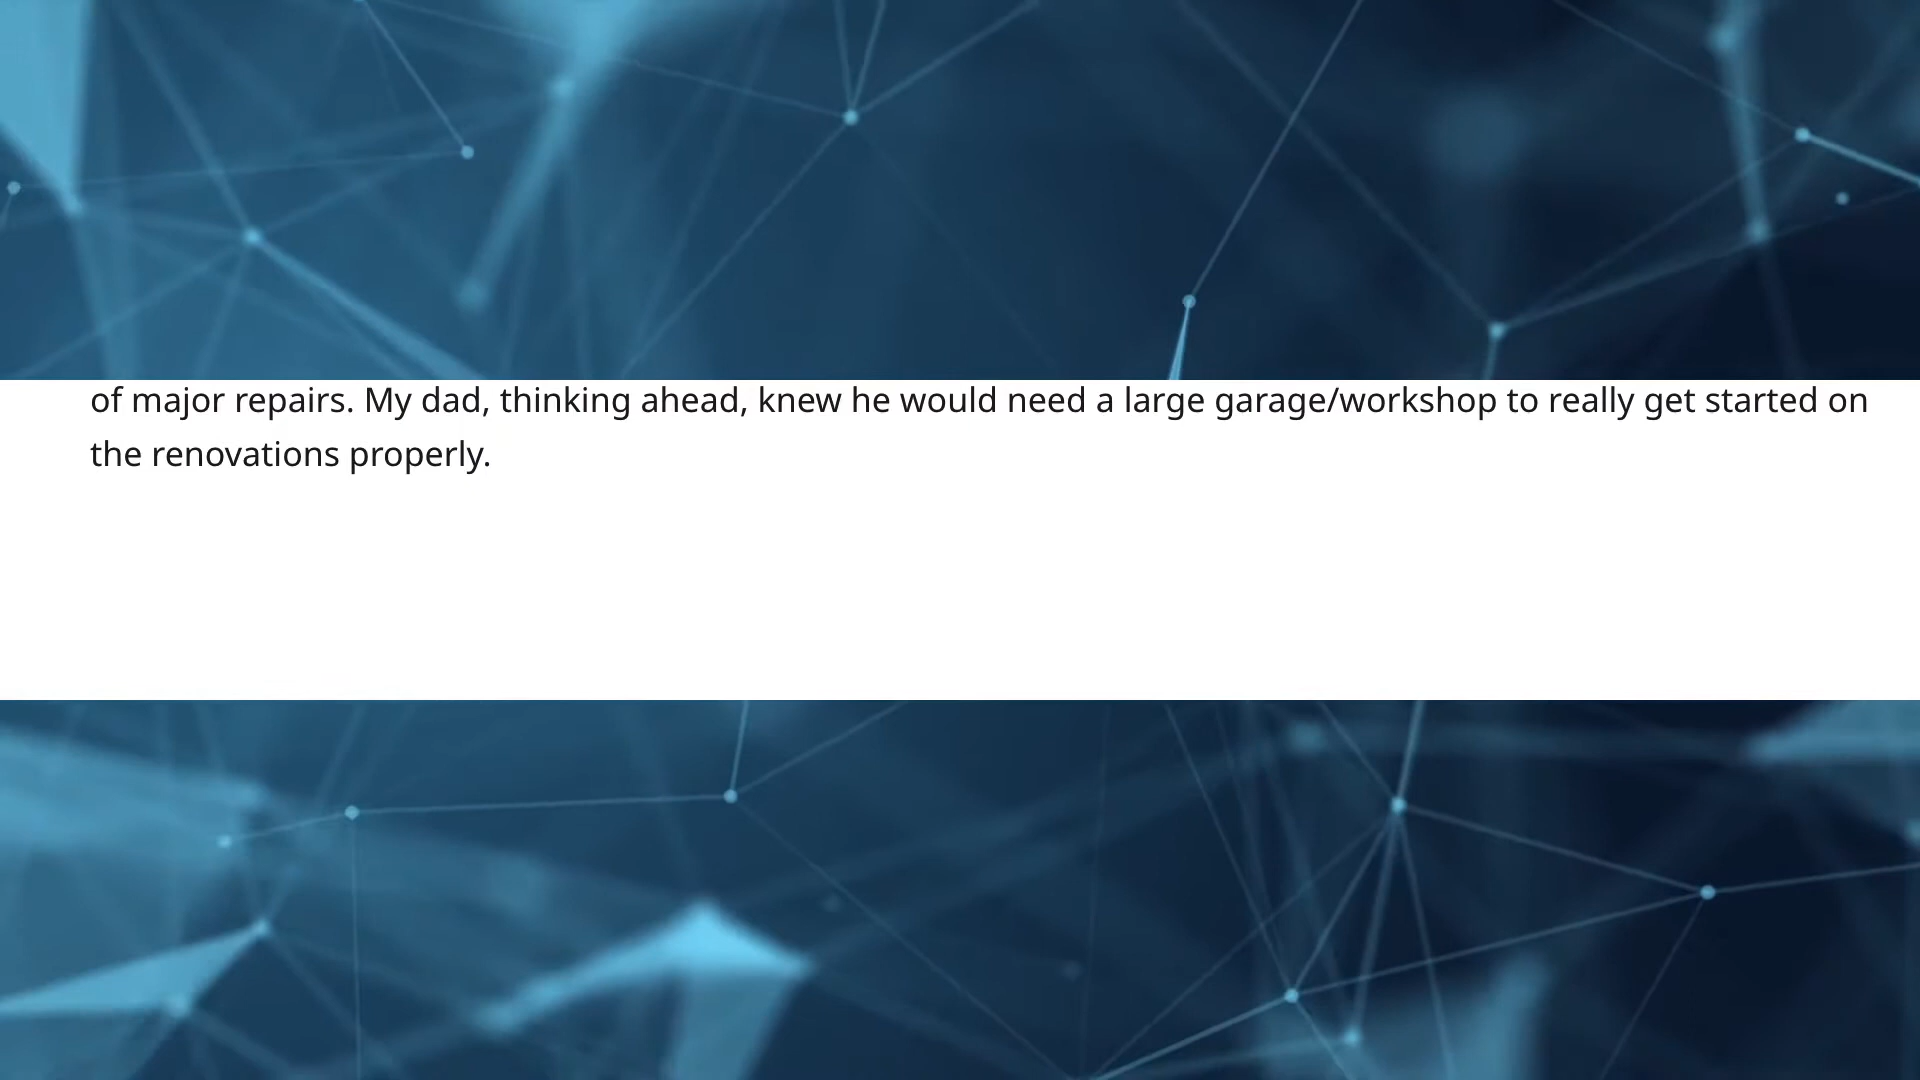 of major repairs. My dad, thinking ahead, knew he would need a large garage/workshop to really get started on
the renovations properly.